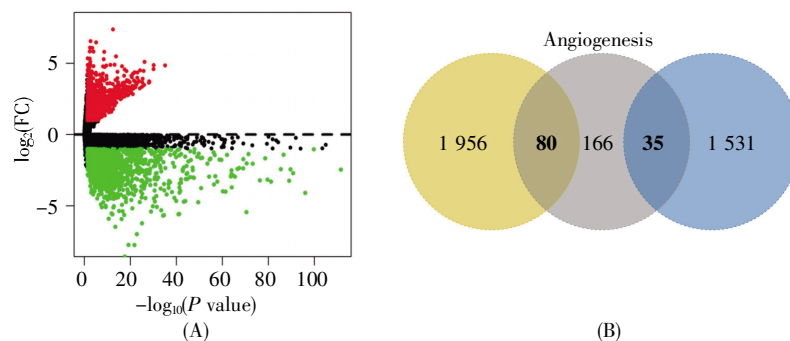 5
0
−5
log₂(FC)
0 20 40 60 80 100
−log₁₀(P value)
(A)
Angiogenesis
1 956 80 166 35 1 531
(B)